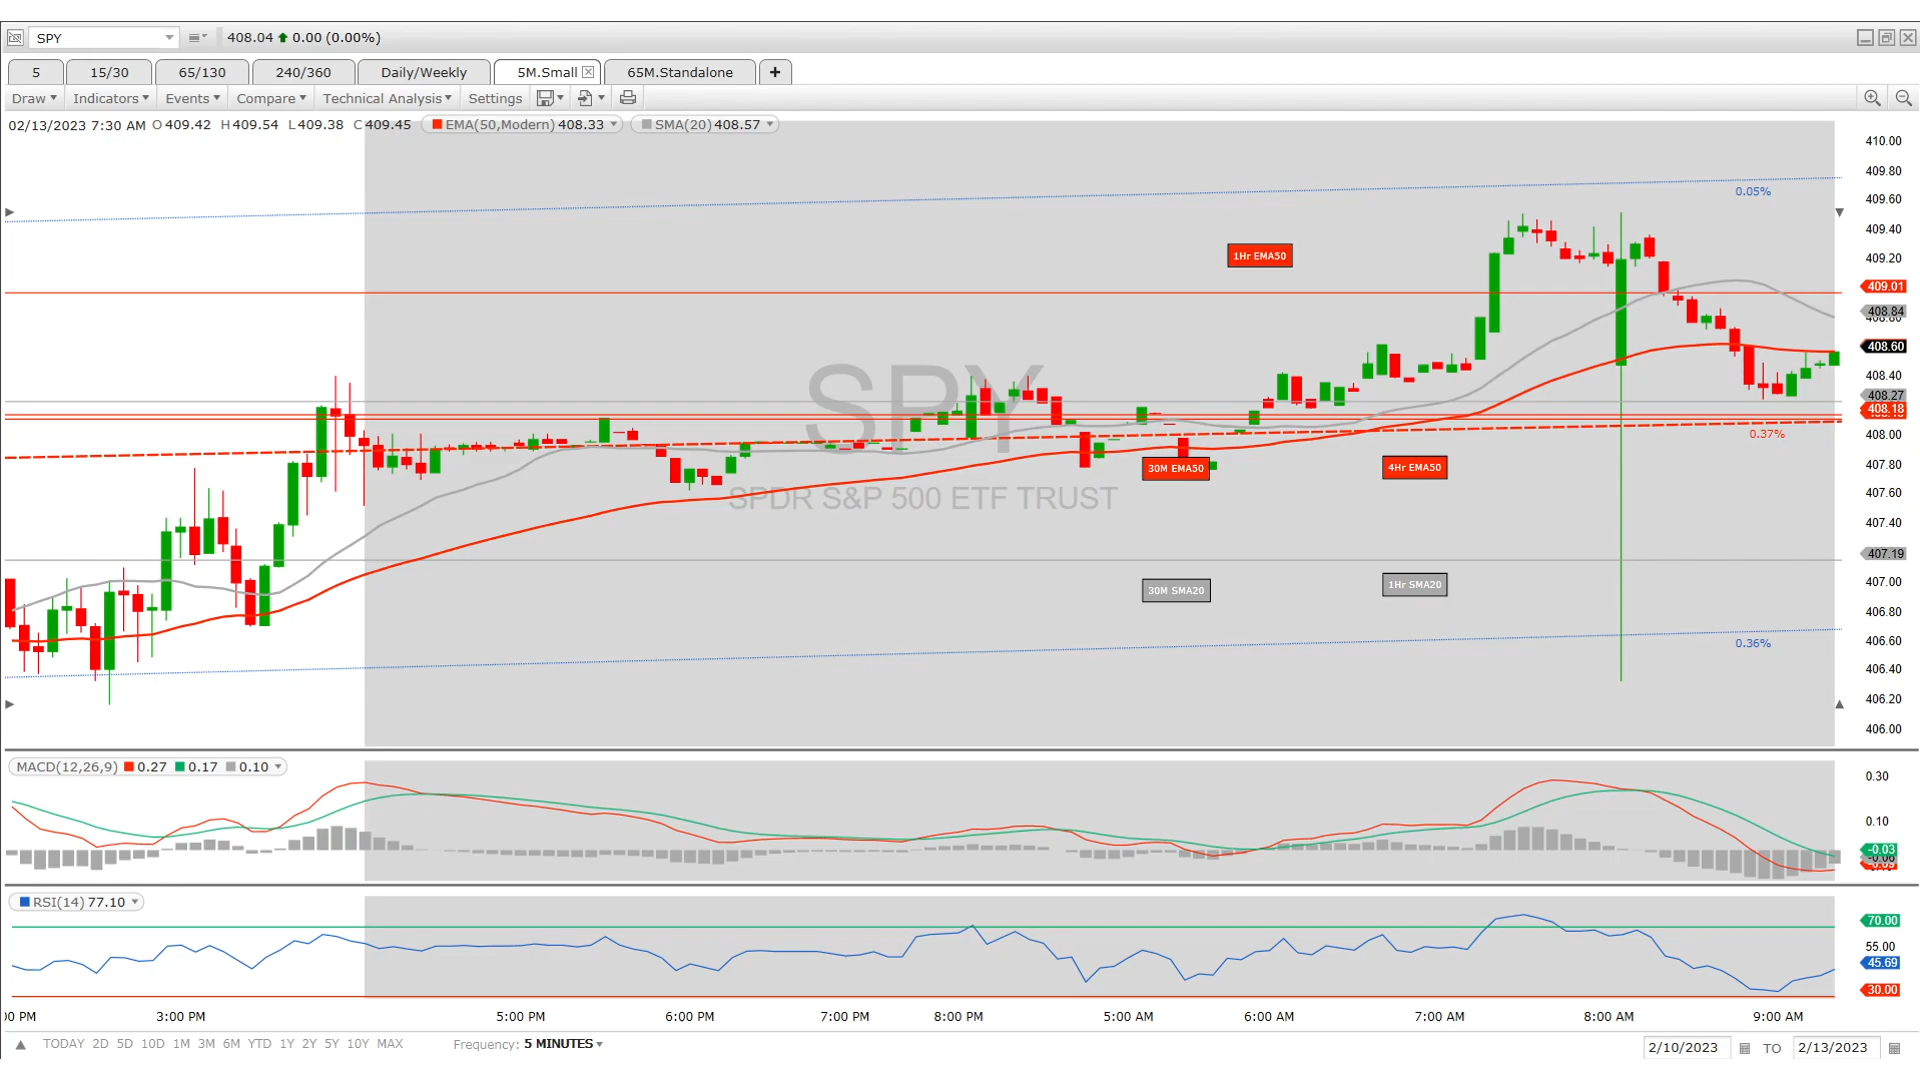 SPY 408.04 0.00 (0.00%)
5 15/30 65/130 240/360 Daily/Weekly 5M.Small 65M.Standalone +
Draw Indicators Events Compare Technical Analysis Settings
02/13/2023 7:30 AM O 409.42 H 409.54 L 409.38 C 409.45 EMA(50,Modern) 408.33 SMA(20) 408.57
410.00
409.80
0.05%
409.60
409.40
1Hr EMA50
409.20
409.01
408.84
408.80
408.60
SPY
408.40
408.27
408.18
0.37%
408.00
30M EMA50
4Hr EMA50
407.80
SPDR S&P 500 ETF TRUST
407.60
407.40
407.19
30M SMA20
1Hr SMA20
407.00
406.80
406.60
0.36%
406.40
406.20
406.00
MACD(12,26,9) 0.27 0.17 0.10
0.30
0.10
-0.03
-0.06
RSI(14) 77.10
70.00
55.00
45.69
30.00
00 PM 3:00 PM 5:00 PM 6:00 PM 7:00 PM 8:00 PM 5:00 AM 6:00 AM 7:00 AM 8:00 AM 9:00 AM
TODAY 2D 5D 10D 1M 3M 6M YTD 1Y 2Y 5Y 10Y MAX Frequency: 5 MINUTES 2/10/2023 TO 2/13/2023